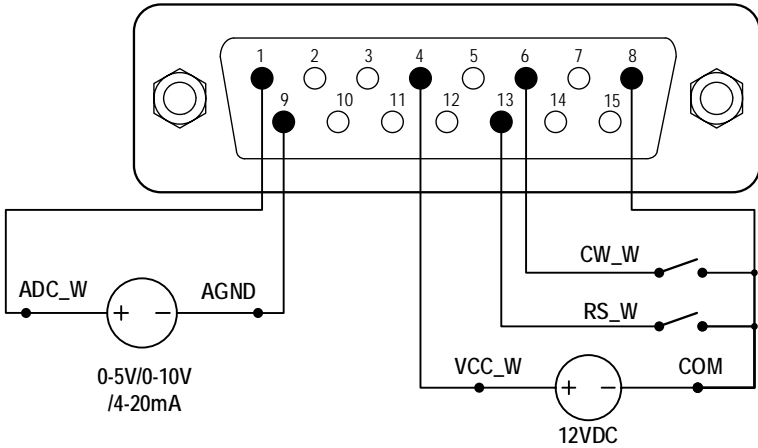 1 2 3 4 5 6 7 8
9 10 11 12 13 14 15
CW_W
ADC_W AGND RS_W
0-5V/0-10V
/4-20mA
VCC_W COM
12VDC
+ −
+ −